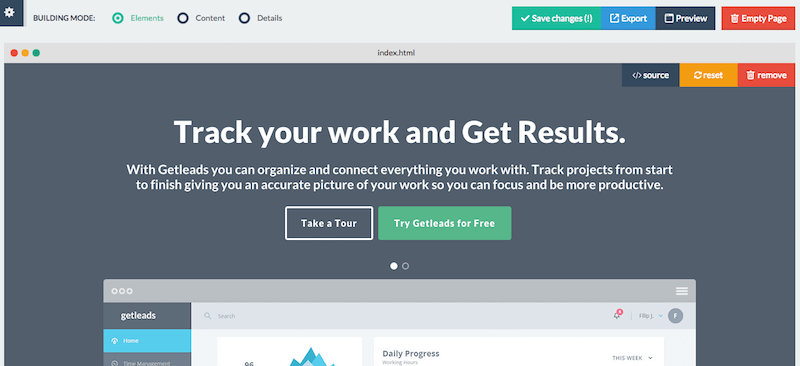 BUILDING MODE: Elements Content Details Save changes (!) Export Preview Empty Page
index.html
</> source reset remove
Track your work and Get Results.
With Getleads you can organize and connect everything you work with. Track projects from start
to finish giving you an accurate picture of your work so you can focus and be more productive.
Take a Tour Try Getleads for Free
getleads Search Filip J. F
Home
Daily Progress
Working Hours
THIS WEEK
Time Management
96